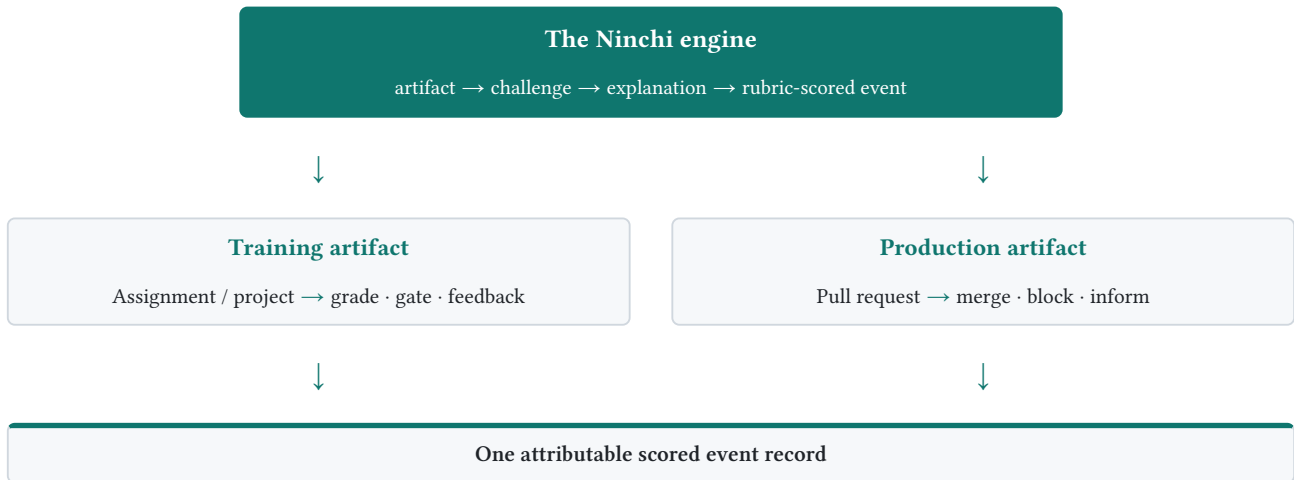 The Ninchi engine
artifact → challenge → explanation → rubric-scored event
↓ ↓
Training artifact
Assignment / project → grade · gate · feedback
Production artifact
Pull request → merge · block · inform
↓ ↓
One attributable scored event record